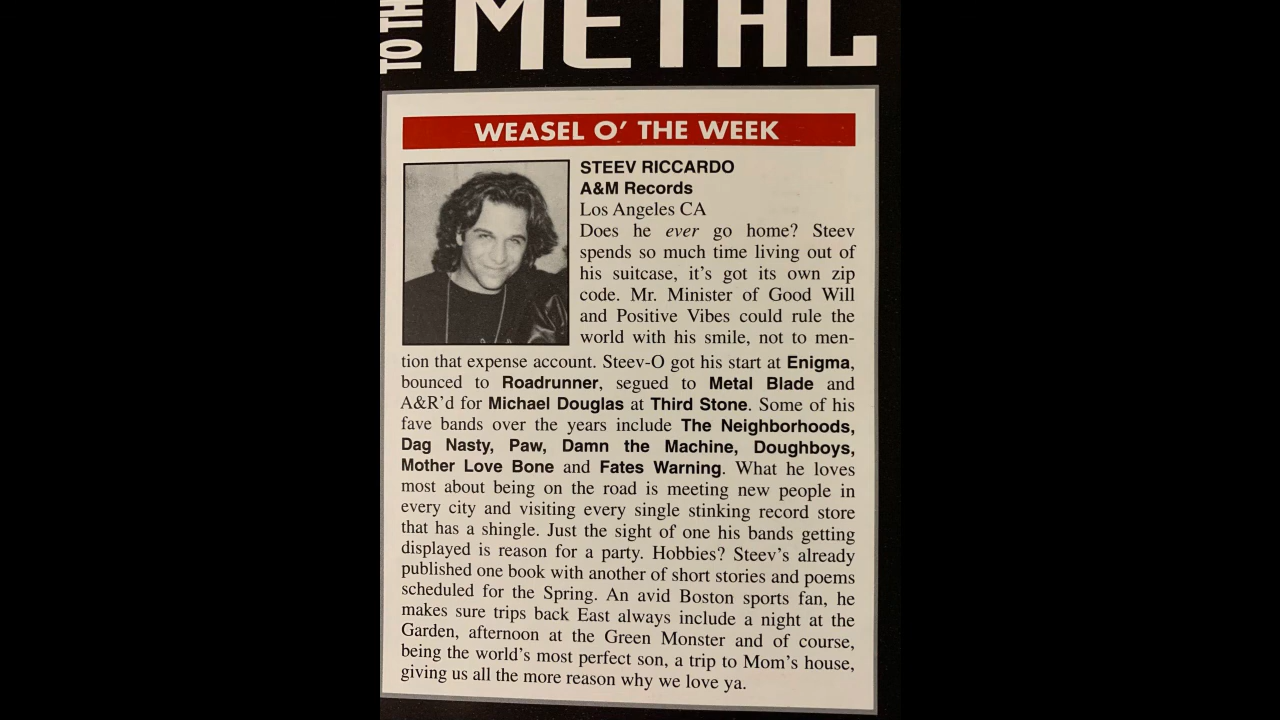 TO TH
METAL
WEASEL O' THE WEEK
STEEV RICCARDO
A&M Records
Los Angeles CA
Does he ever go home? Steev
spends so much time living out of
his suitcase, it's got its own zip
code. Mr. Minister of Good Will
and Positive Vibes could rule the
world with his smile, not to men-
tion that expense account. Steev-O got his start at Enigma,
bounced to Roadrunner, segued to Metal Blade and
A&R'd for Michael Douglas at Third Stone. Some of his
fave bands over the years include The Neighborhoods,
Dag Nasty, Paw, Damn the Machine, Doughboys,
Mother Love Bone and Fates Warning. What he loves
most about being on the road is meeting new people in
every city and visiting every single stinking record store
that has a shingle. Just the sight of one his bands getting
displayed is reason for a party. Hobbies? Steev's already
published one book with another of short stories and poems
scheduled for the Spring. An avid Boston sports fan, he
makes sure trips back East always include a night at the
Garden, afternoon at the Green Monster and of course,
being the world's most perfect son, a trip to Mom's house,
giving us all the more reason why we love ya.